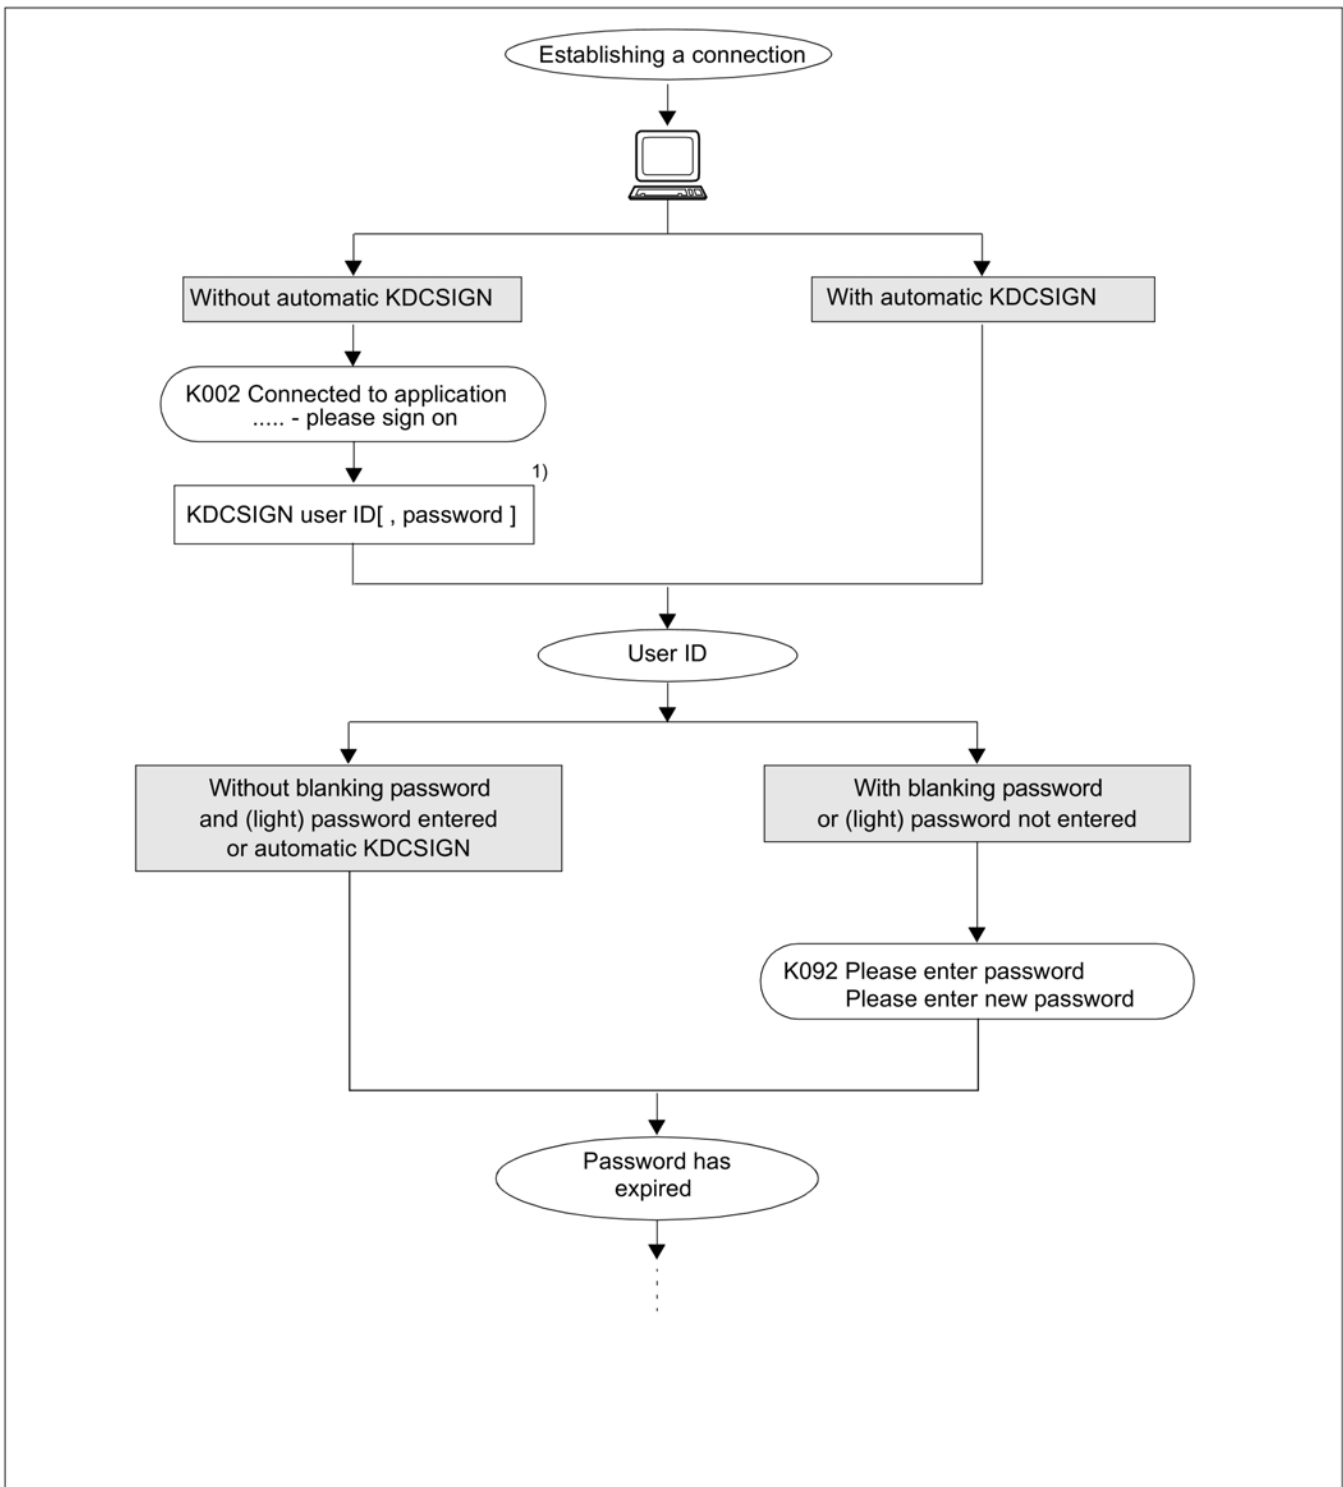 Establishing a connection
Without automatic KDCSIGN
With automatic KDCSIGN
K002 Connected to application
..... - please sign on
1)
KDCSIGN user ID[ , password ]
User ID
Without blanking password
and (light) password entered
or automatic KDCSIGN
With blanking password
or (light) password not entered
K092 Please enter password
Please enter new password
Password has
expired